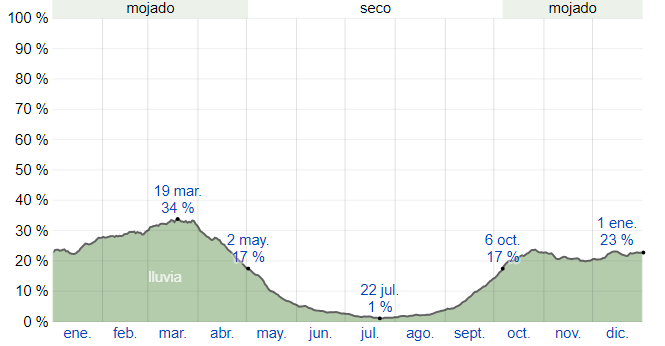 mojado seco mojado
100 %
90 %
80 %
70 %
60 %
50 %
40 %
30 %
20 %
10 %
0 %
19 mar.
34 %
2 may.
17 %
22 jul.
1 %
6 oct.
17 %
1 ene.
23 %
lluvia
ene. feb. mar. abr. may. jun. jul. ago. sept. oct. nov. dic.